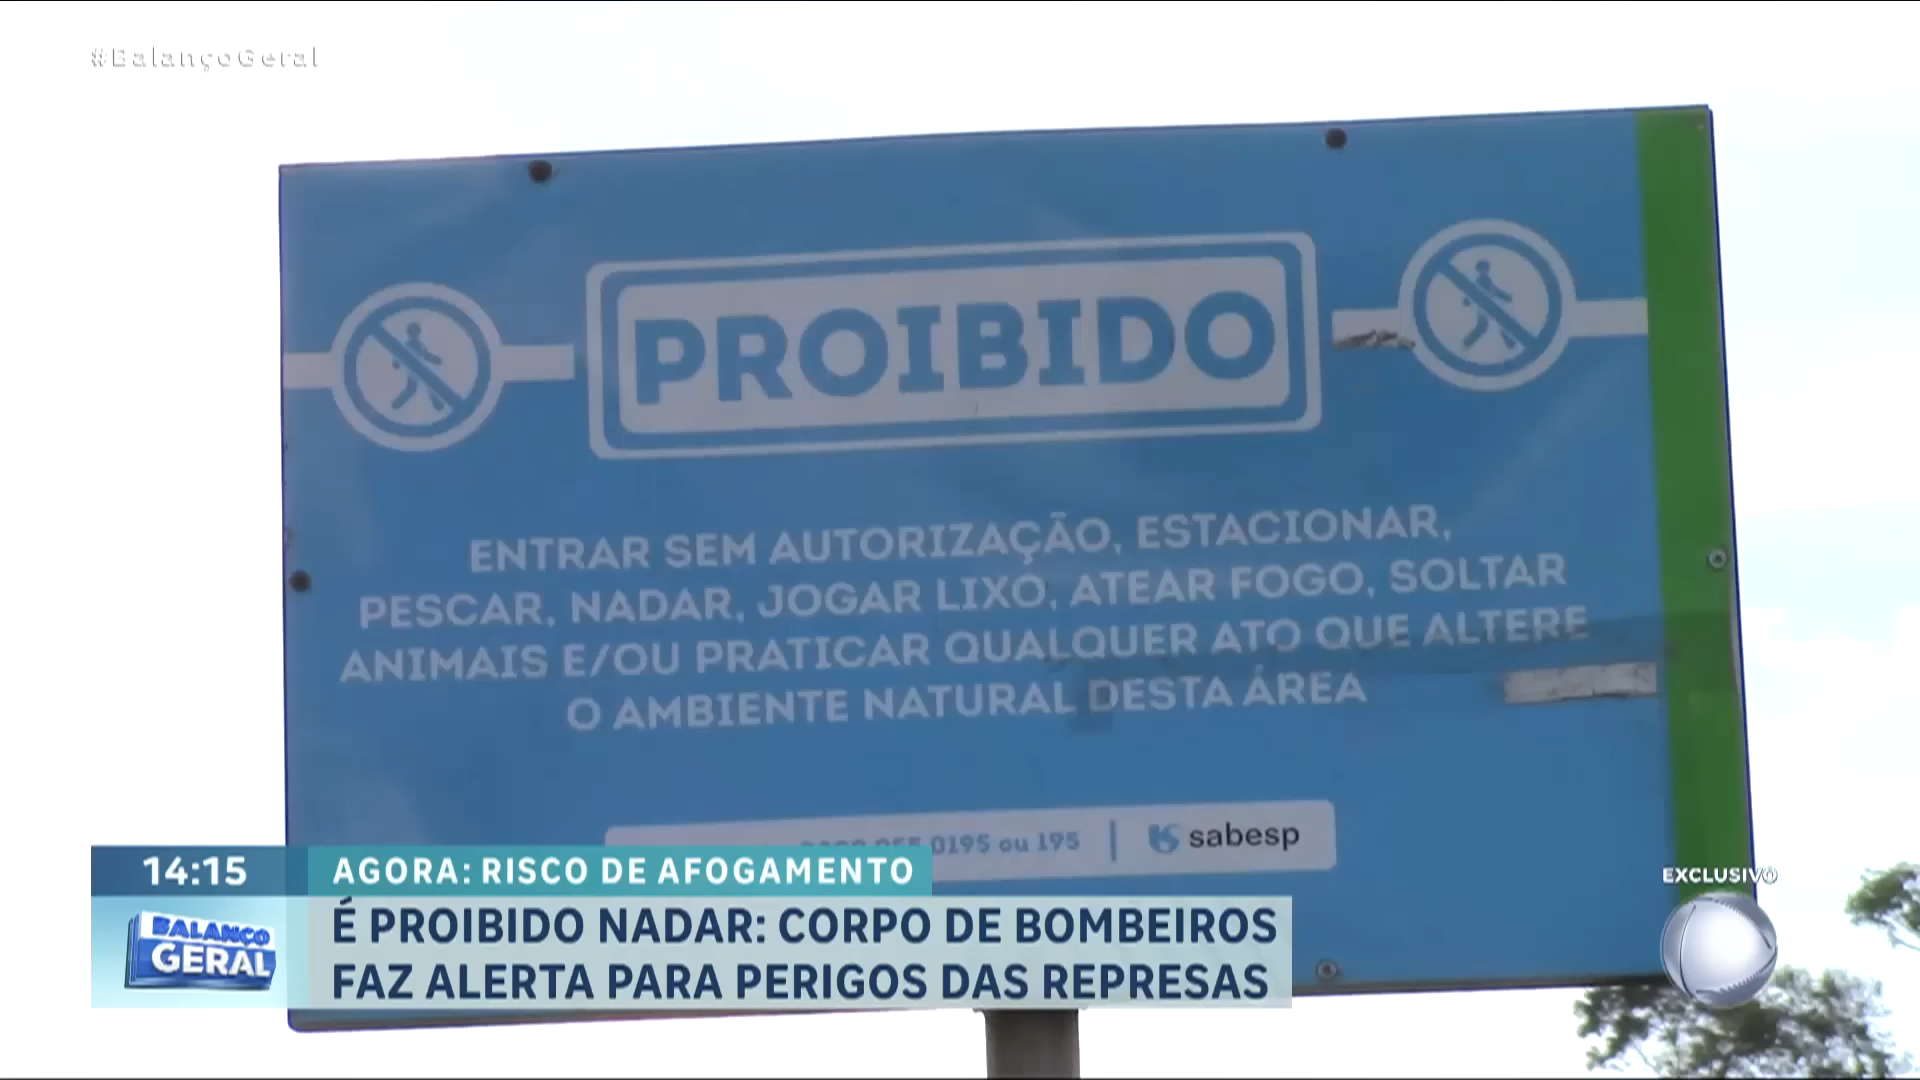 #BalançoGeral
PROIBIDO
ENTRAR SEM AUTORIZAÇÃO, ESTACIONAR,
PESCAR, NADAR, JOGAR LIXO, ATEAR FOGO, SOLTAR
ANIMAIS E/OU PRATICAR QUALQUER ATO QUE ALTERE
O AMBIENTE NATURAL DESTA ÁREA
0195 ou 195 | sabesp
14:15
AGORA: RISCO DE AFOGAMENTO
BALANÇO
GERAL
É PROIBIDO NADAR: CORPO DE BOMBEIROS
FAZ ALERTA PARA PERIGOS DAS REPRESAS
EXCLUSIVO